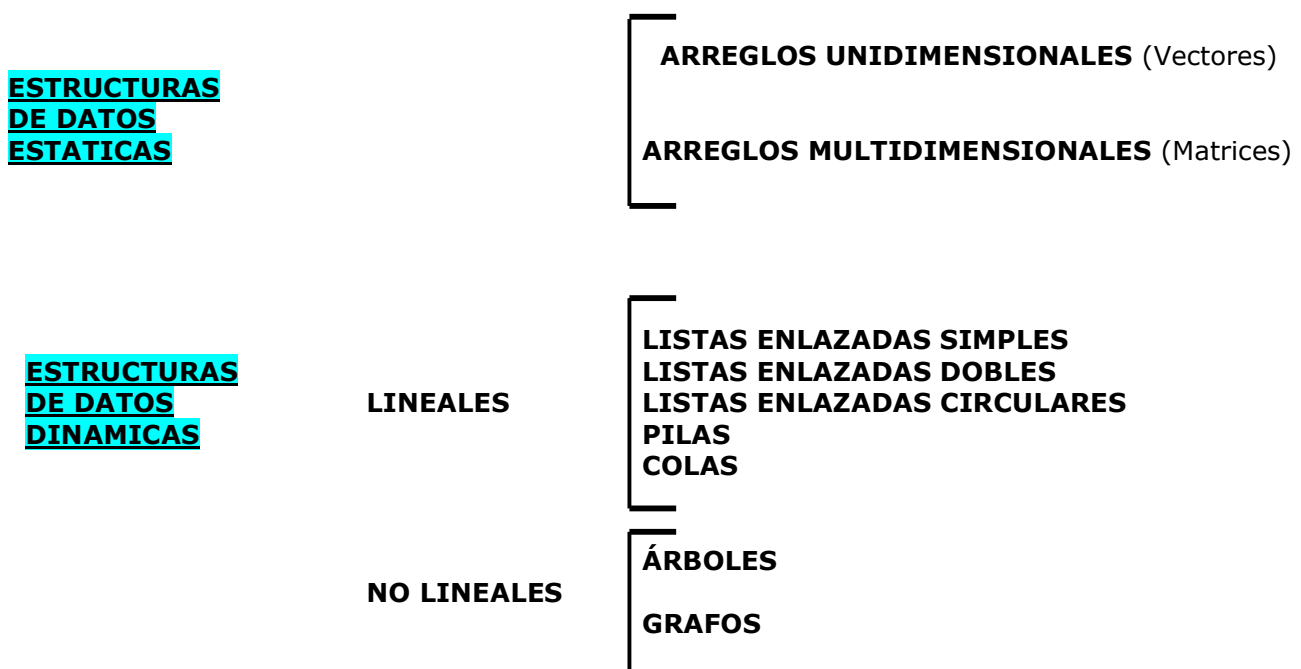 ESTRUCTURAS
DE DATOS
ESTATICAS
ARREGLOS UNIDIMENSIONALES (Vectores)
ARREGLOS MULTIDIMENSIONALES (Matrices)
ESTRUCTURAS
DE DATOS
DINAMICAS
LINEALES
LISTAS ENLAZADAS SIMPLES
LISTAS ENLAZADAS DOBLES
LISTAS ENLAZADAS CIRCULARES
PILAS
COLAS
NO LINEALES
ÁRBOLES
GRAFOS